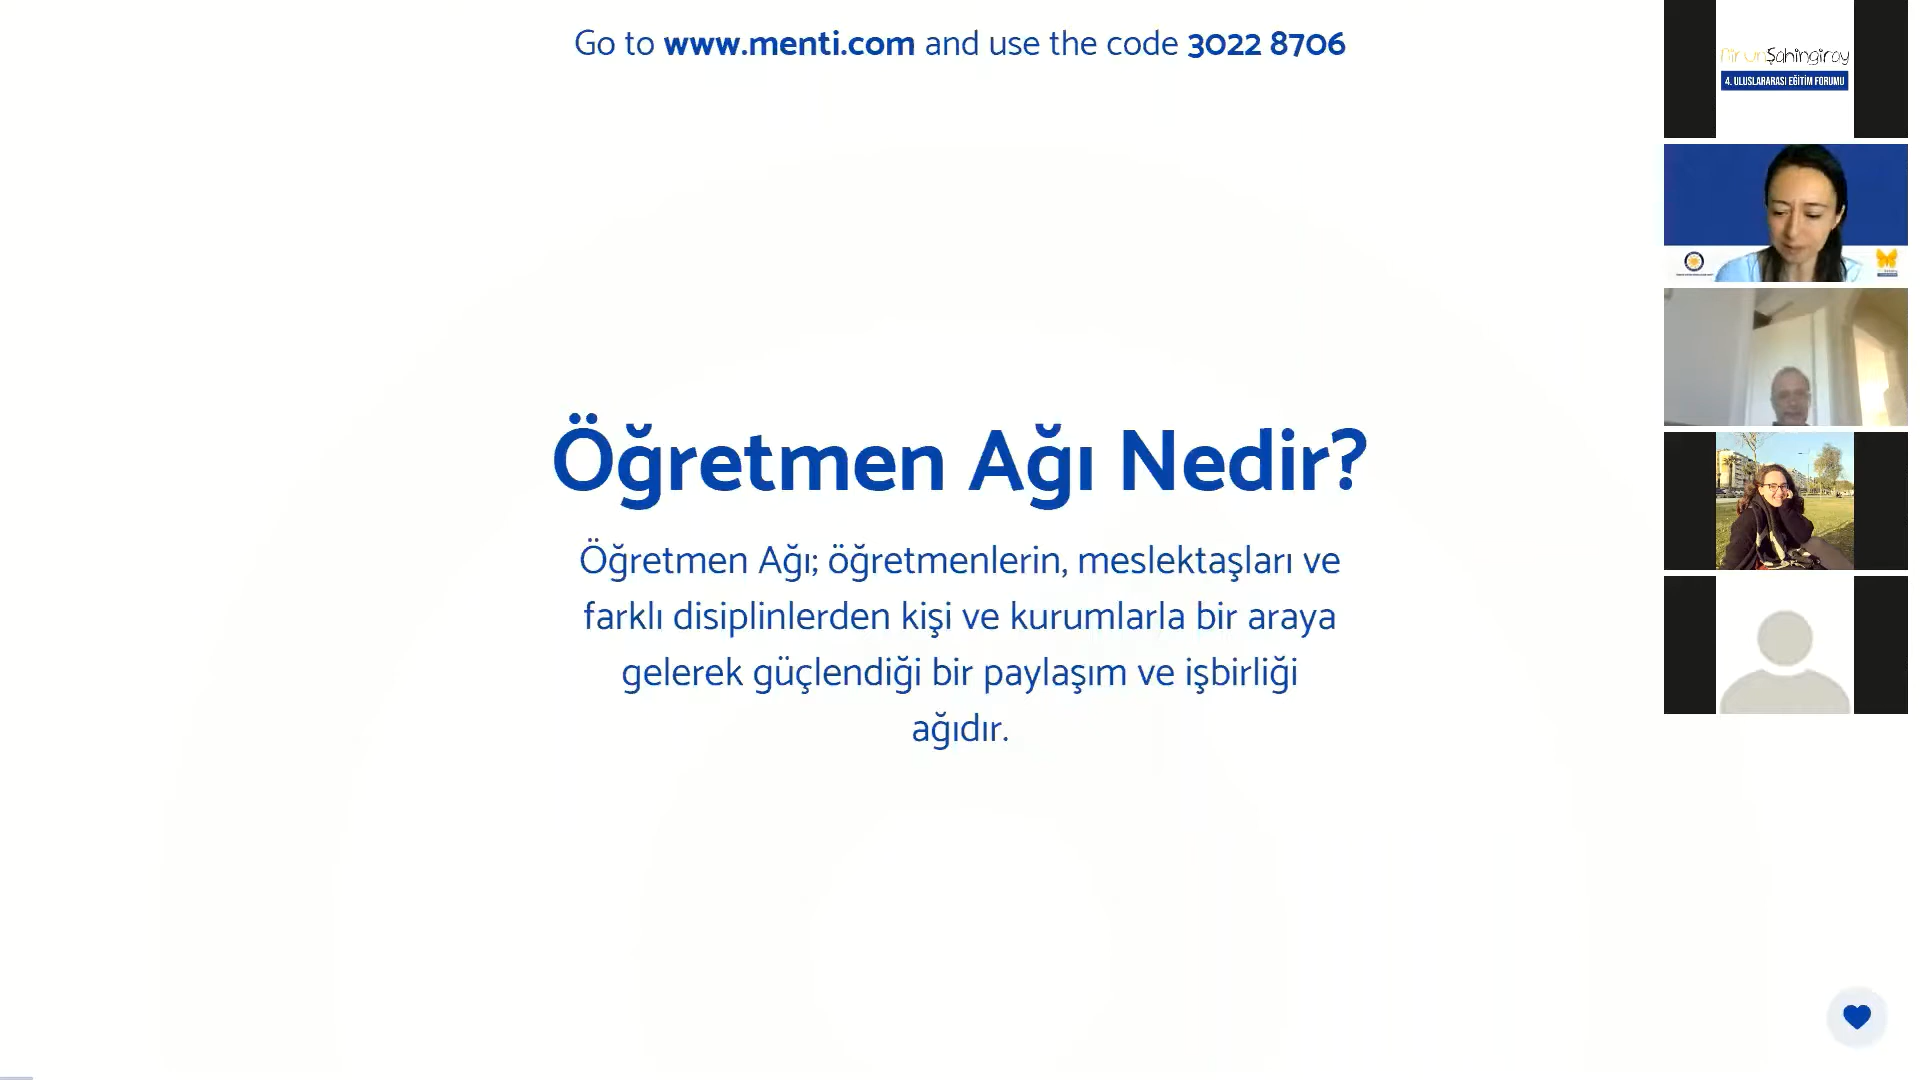 Go to www.menti.com and use the code 3022 8706
Öğretmen Ağı Nedir?
Öğretmen Ağı; öğretmenlerin, meslektaşları ve
farklı disiplinlerden kişi ve kurumlarla bir araya
gelerek güçlendiği bir paylaşım ve işbirliği
ağıdır.
NirunŞahingiray
4. ULUSLARARASI EĞİTİM FORUMU